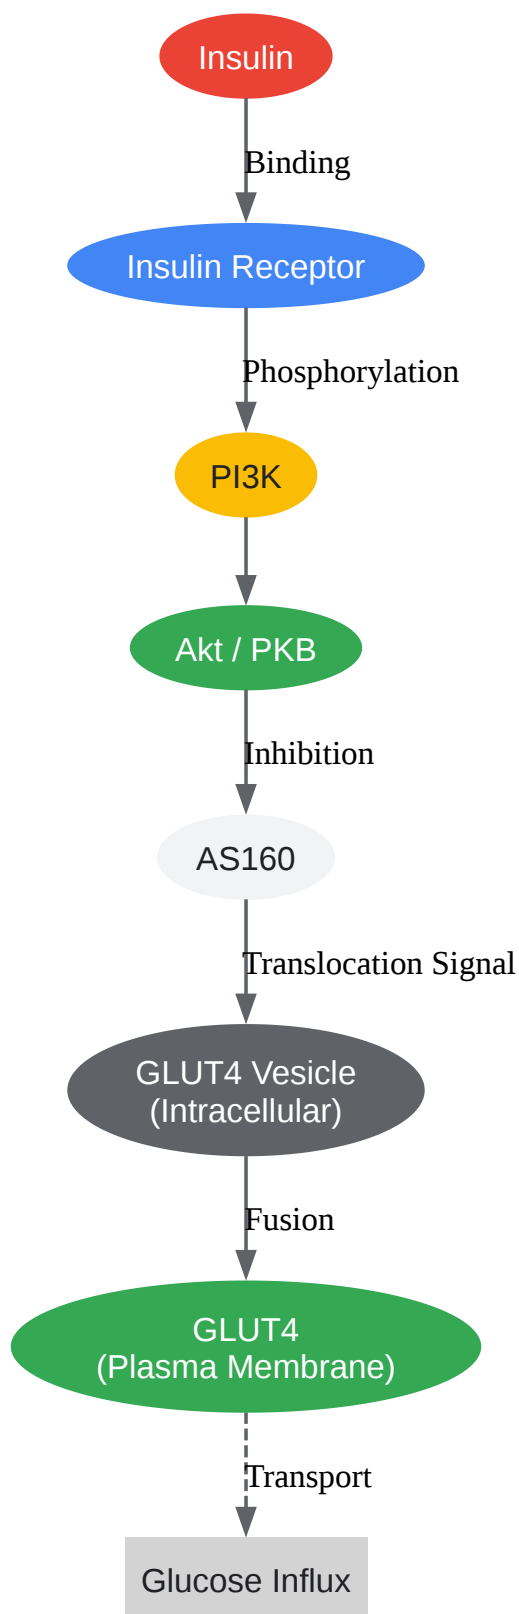 Insulin
Binding
Insulin Receptor
Phosphorylation
PI3K
Akt / PKB
Inhibition
AS160
Translocation Signal
GLUT4 Vesicle
(Intracellular)
Fusion
GLUT4
(Plasma Membrane)
Transport
Glucose Influx